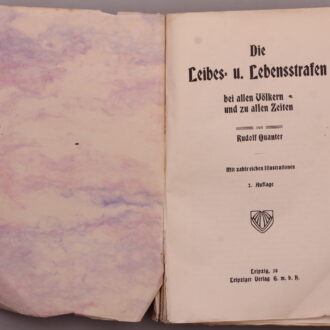 Die
Leibes- u. Lebensstrafen
bei allen Völkern
und zu allen Zeiten
von
Rudolf Quanter
Mit zahlreichen Illustrationen
2. Auflage
Leipzig,
Leipziger Verlag G. m. b. H.